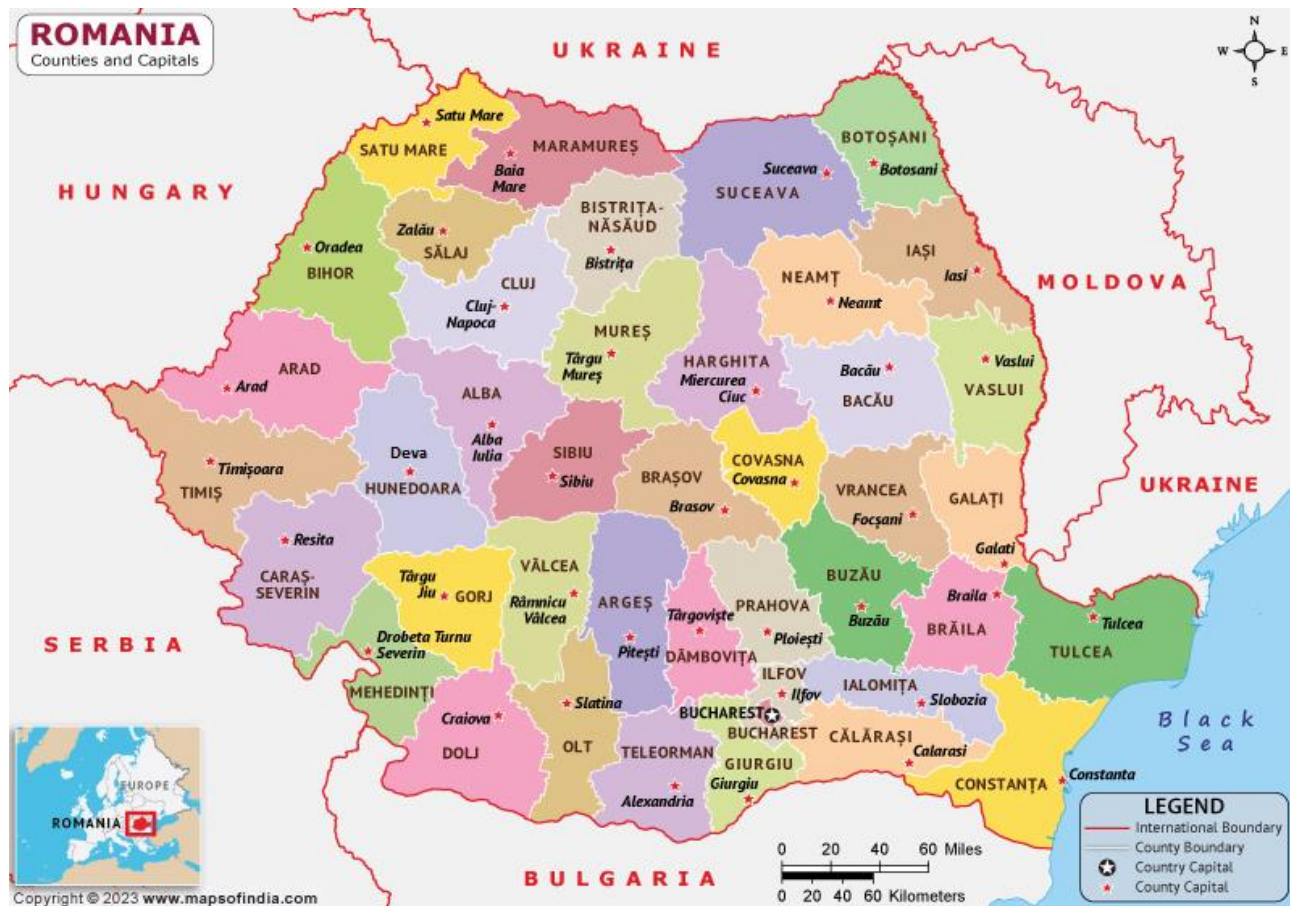 ROMANIA
Counties and Capitals
UKRAINE
N
W E
S
HUNGARY
MOLDOVA
UKRAINE
SERBIA
BULGARIA
Black
Sea
Satu Mare
SATU MARE
MARAMUREȘ
Baia
Mare
Suceava
SUCEAVA
BOTOȘANI
Botosani
Oradea
BIHOR
Zalău
SĂLAJ
BISTRIȚA-
NĂSĂUD
Bistrița
CLUJ
Cluj-
Napoca
IAȘI
Iasi
NEAMȚ
Neamt
MUREȘ
Târgu
Mureș
HARGHITA
Miercurea
Ciuc
Bacău
BACĂU
Vaslui
VASLUI
ARAD
Arad
ALBA
Alba
Iulia
Timișoara
TIMIȘ
Deva
HUNEDOARA
SIBIU
Sibiu
BRAȘOV
Brasov
COVASNA
Covasna
VRANCEA
Focșani
GALAȚI
Galati
Resita
CARAȘ-
SEVERIN
Târgu
Jiu
GORJ
VÂLCEA
Râmnicu
Vâlcea
ARGEȘ
Pitești
Târgoviște
DÂMBOVIȚA
PRAHOVA
Ploiești
BUZĂU
Buzău
Braila
BRĂILA
Tulcea
TULCEA
Drobeta Turnu
Severin
MEHEDINȚI
Craiova
DOLJ
Slatina
OLT
TELEORMAN
Alexandria
ILFOV
Ilfov
BUCHAREST
BUCHAREST
GIURGIU
Giurgiu
IALOMIȚA
Slobozia
CĂLĂRAȘI
Calarasi
CONSTANȚA
Constanta
EUROPE
ROMANIA
0 20 40 60 Miles
0 20 40 60 Kilometers
LEGEND
International Boundary
County Boundary
Country Capital
County Capital
Copyright © 2023 www.mapsofindia.com